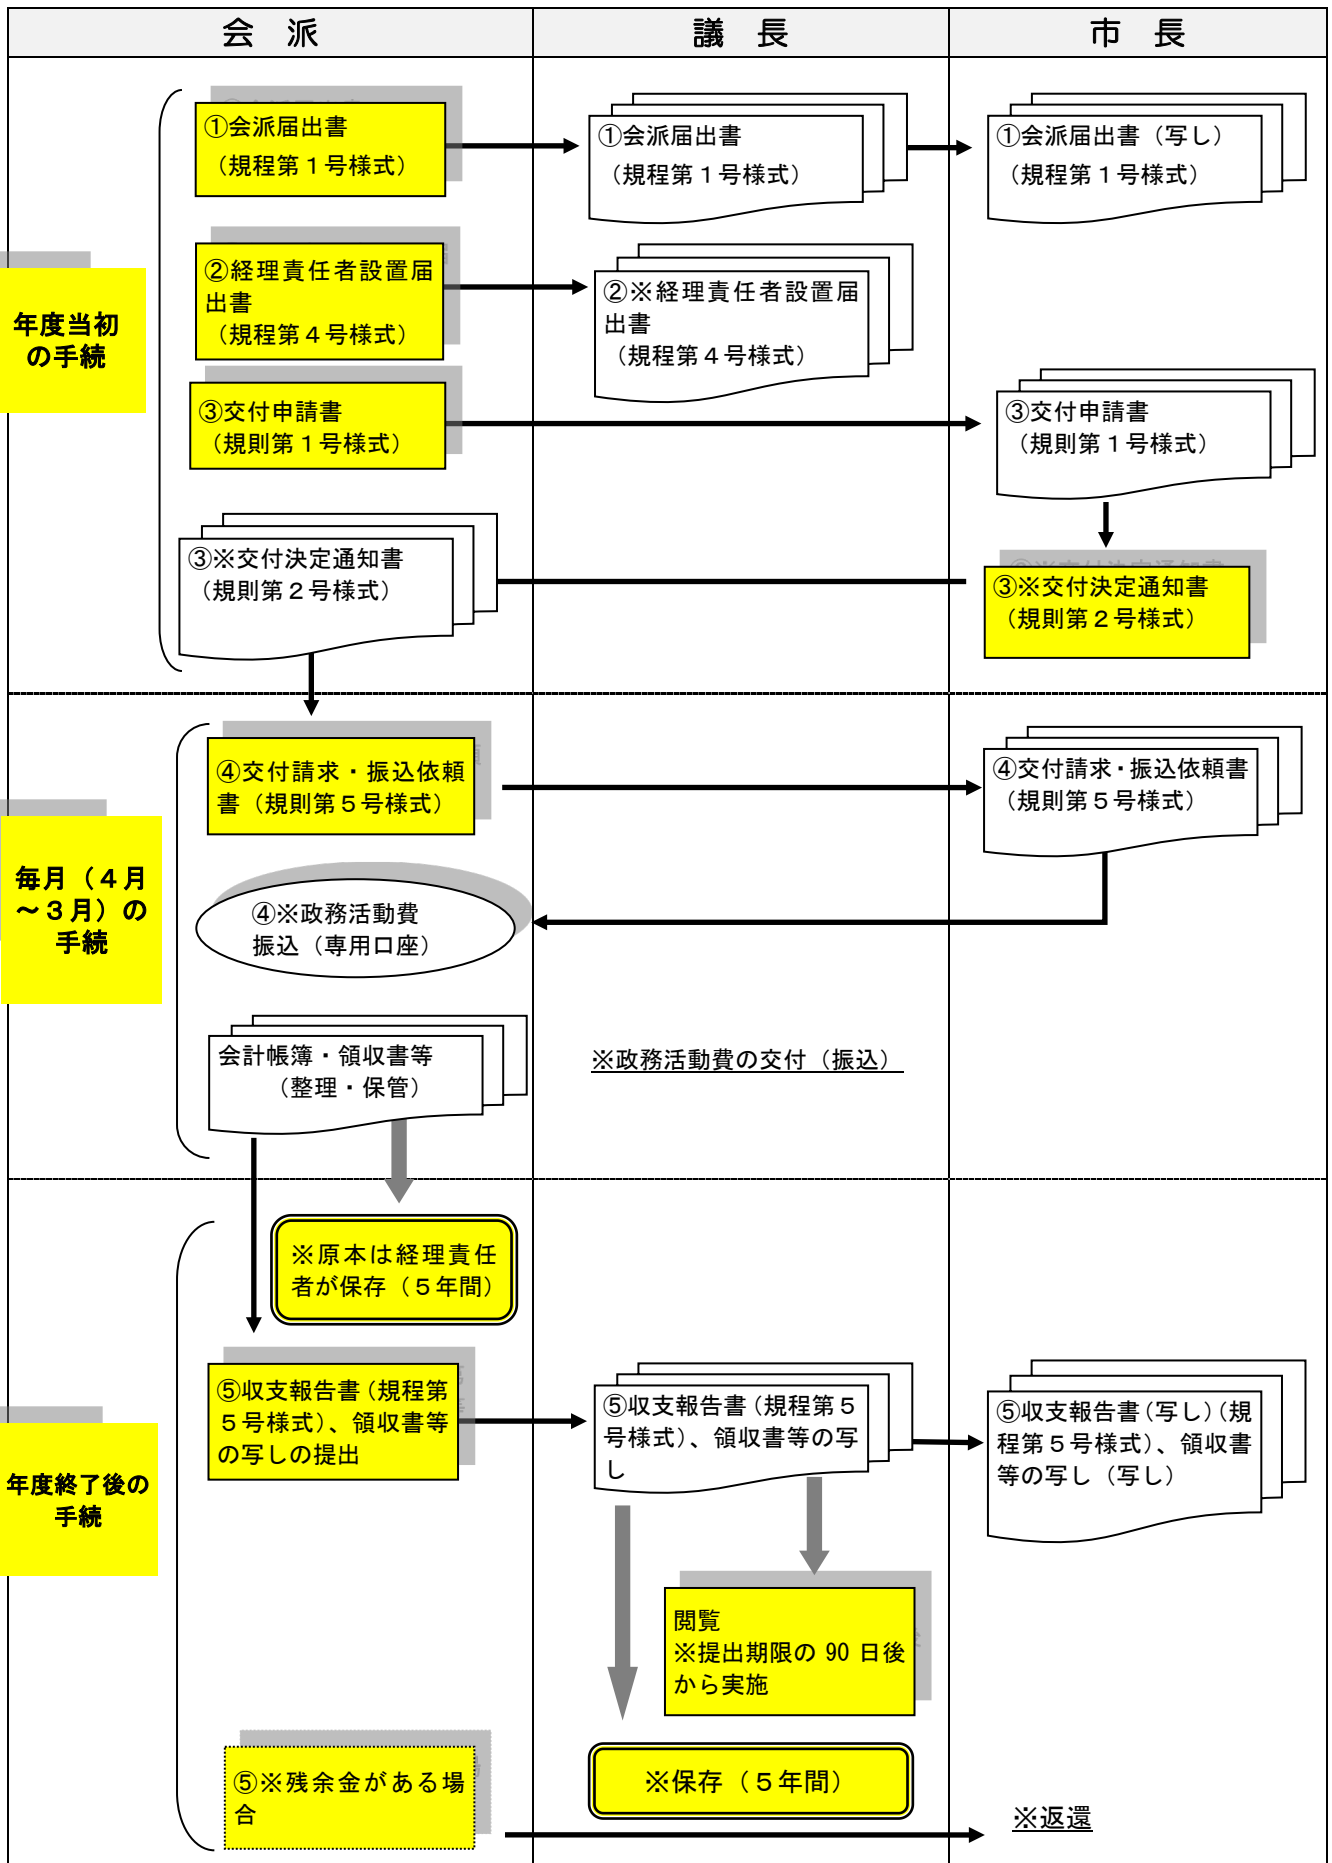 会　派
議　長
市　長
年度当初
の手続
①会派届出書
（規程第１号様式）
①会派届出書
（規程第１号様式）
①会派届出書（写し）
（規程第１号様式）
②経理責任者設置届
出書
（規程第４号様式）
②※経理責任者設置届
出書
（規程第４号様式）
③交付申請書
（規則第１号様式）
③交付申請書
（規則第１号様式）
③※交付決定通知書
（規則第２号様式）
③※交付決定通知書
（規則第２号様式）
毎月（４月
～３月）の
手続
④交付請求・振込依頼
書（規則第５号様式）
④交付請求・振込依頼書
（規則第５号様式）
④※政務活動費
振込（専用口座）
会計帳簿・領収書等
（整理・保管）
※政務活動費の交付（振込）
※原本は経理責任
者が保存（５年間）
年度終了後の
手続
⑤収支報告書（規程第
５号様式）、領収書等
の写しの提出
⑤収支報告書（規程第５
号様式）、領収書等の写
し
⑤収支報告書（写し）（規
程第５号様式）、領収書
等の写し（写し）
閲覧
※提出期限の 90 日後
から実施
⑤※残余金がある場
合
※保存（５年間）
※返還